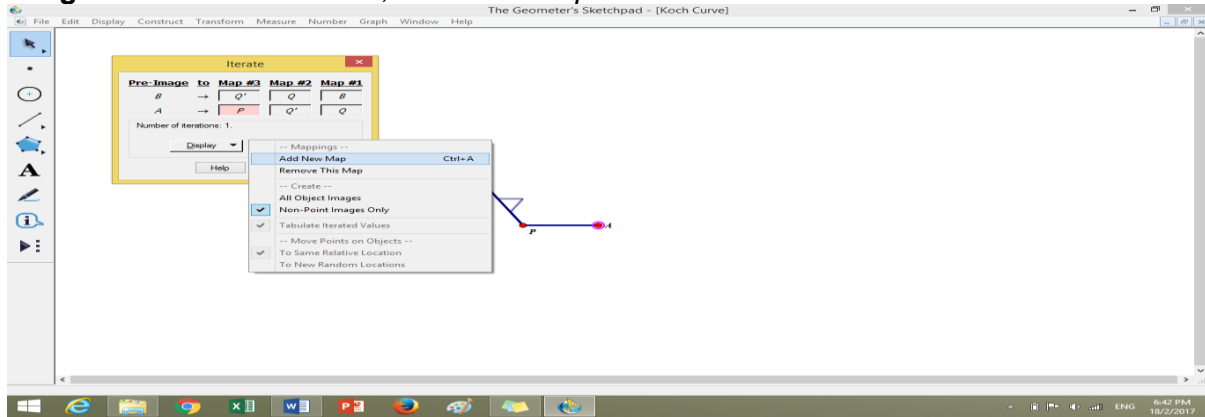 The Geometer's Sketchpad - [Koch Curve]
File Edit Display Construct Transform Measure Number Graph Window Help
Iterate
Pre-Image to Map #3 Map #2 Map #1
B → Q' Q B
A → P Q' Q
Number of iterations: 1.
Display
Help
-- Mappings --
Add New Map Ctrl+A
Remove This Map
-- Create --
All Object Images
Non-Point Images Only
Tabulate Iterated Values
-- Move Points on Objects --
To Same Relative Location
To New Random Locations
P
A
A
ENG
6:42 PM
18/2/2017